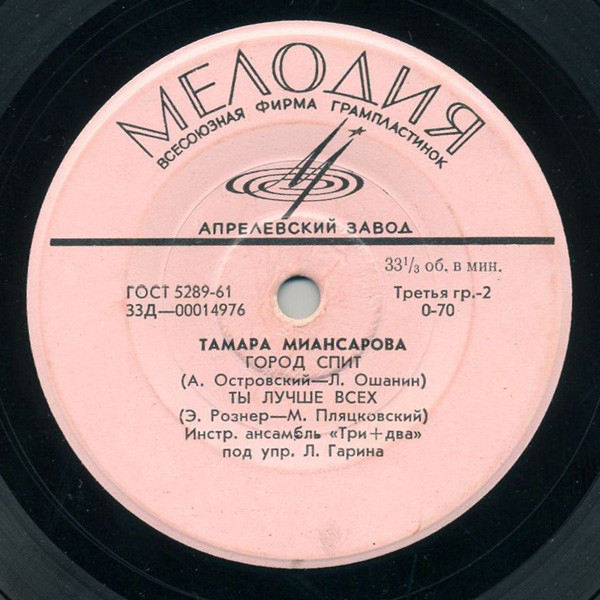 МЕЛОДИЯ
ВСЕСОЮЗНАЯ ФИРМА ГРАМПЛАСТИНОК
АПРЕЛЕВСКИЙ ЗАВОД
33⅓ об. в мин.
ГОСТ 5289-61
Третья гр.-2
33Д—00014976
0-70
ТАМАРА МИАНСАРОВА
ГОРОД СПИТ
(А. Островский—Л. Ошанин)
ТЫ ЛУЧШЕ ВСЕХ
(Э. Рознер—М. Пляцковский)
Инстр. ансамбль «Три+два»
под упр. Л. Гарина